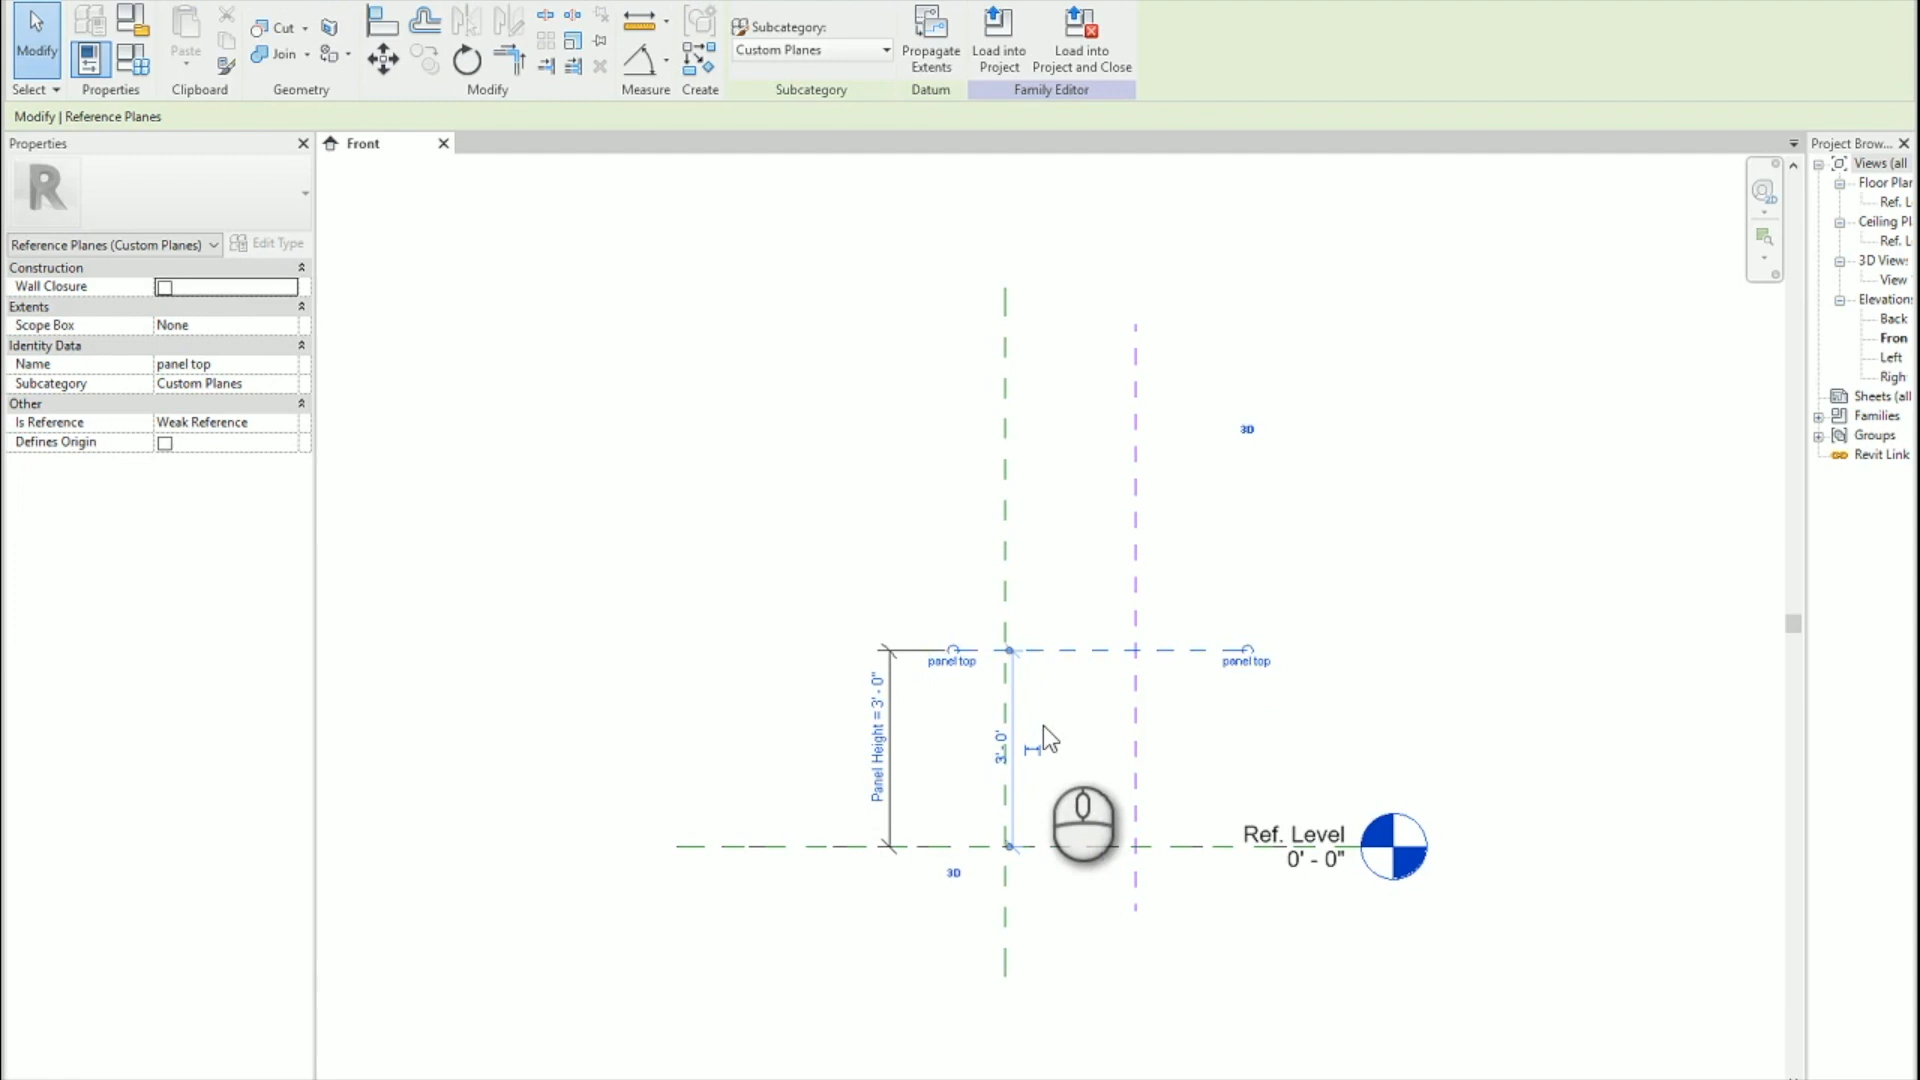 Modify
Select
Properties
Paste
Clipboard
Cut
Join
Geometry
Modify
Measure
Create
Subcategory:
Custom Planes
Subcategory
Propagate
Extents
Datum
Load into
Project
Load into
Project and Close
Family Editor
Modify | Reference Planes
Properties
R
Reference Planes (Custom Planes)
Edit Type
Construction
Wall Closure
Extents
Scope Box None
Identity Data
Name panel top
Subcategory Custom Planes
Other
Is Reference Weak Reference
Defines Origin
Front
2D
3D
panel top
panel top
Panel Height = 3' - 0"
3' - 0"
3D
Ref. Level
0' - 0"
Project Brow...
Views (all
Floor Plan
Ref. L
Ceiling Pl
Ref. L
3D Views
View
Elevations
Back
Fron
Left
Righ
Sheets (all
Families
Groups
Revit Link